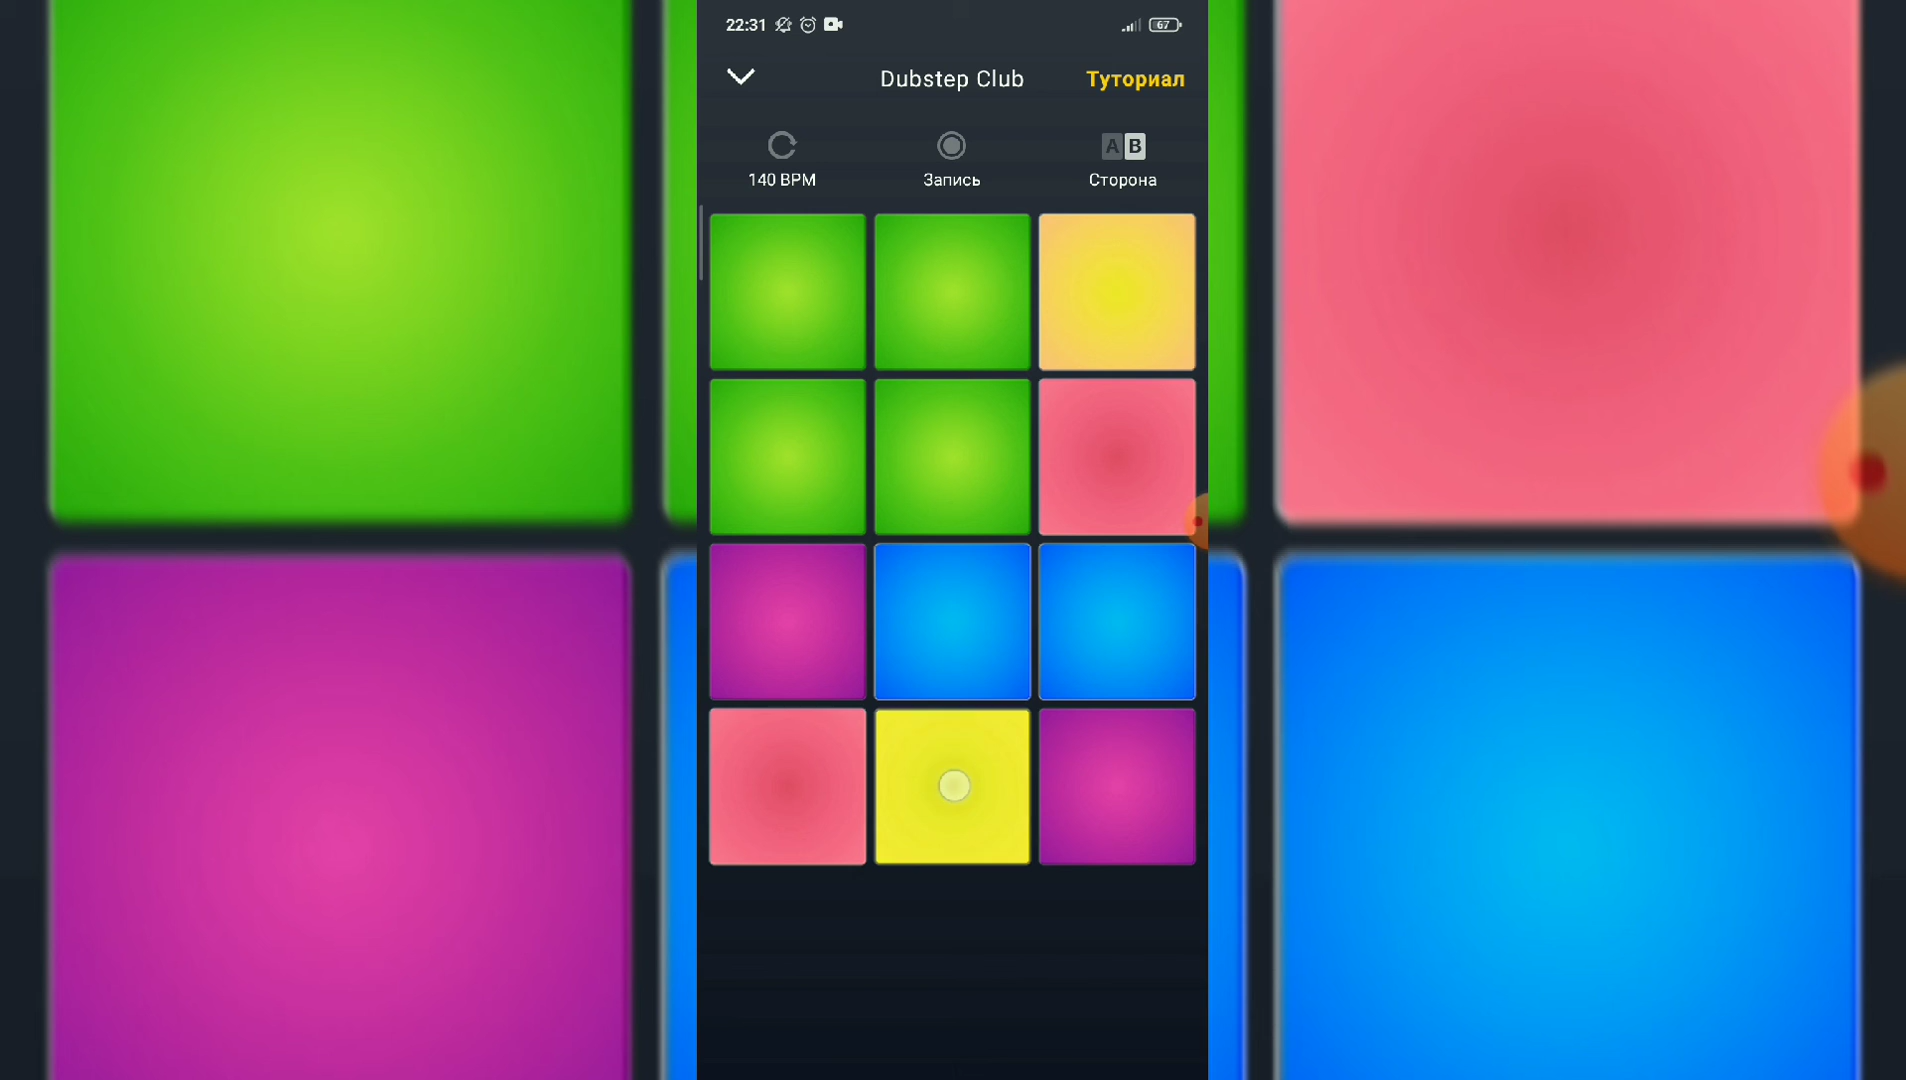 22:31
67
Dubstep Club
Туториал
A B
140 BPM
Запись
Сторона